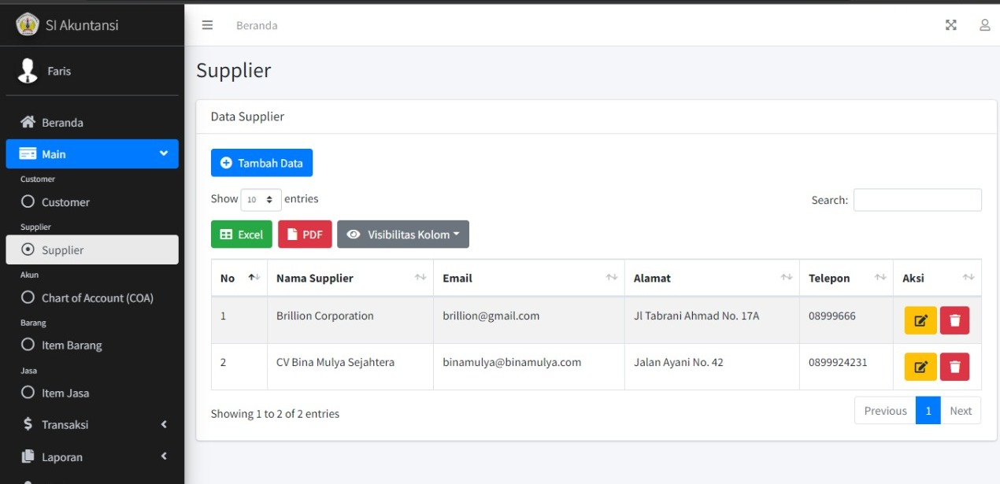 SI Akuntansi
Faris
Beranda
Main
Customer
Customer
Supplier
Supplier
Akun
Chart of Account (COA)
Barang
Item Barang
Jasa
Item Jasa
Transaksi
Laporan
Beranda
Supplier
Data Supplier
Tambah Data
Show 10 entries
Search:
Excel PDF Visibilitas Kolom
No Nama Supplier Email Alamat Telepon Aksi
1 Brillion Corporation brillion@gmail.com Jl Tabrani Ahmad No. 17A 08999666
2 CV Bina Mulya Sejahtera binamulya@binamulya.com Jalan Ayani No. 42 0899924231
Showing 1 to 2 of 2 entries
Previous 1 Next